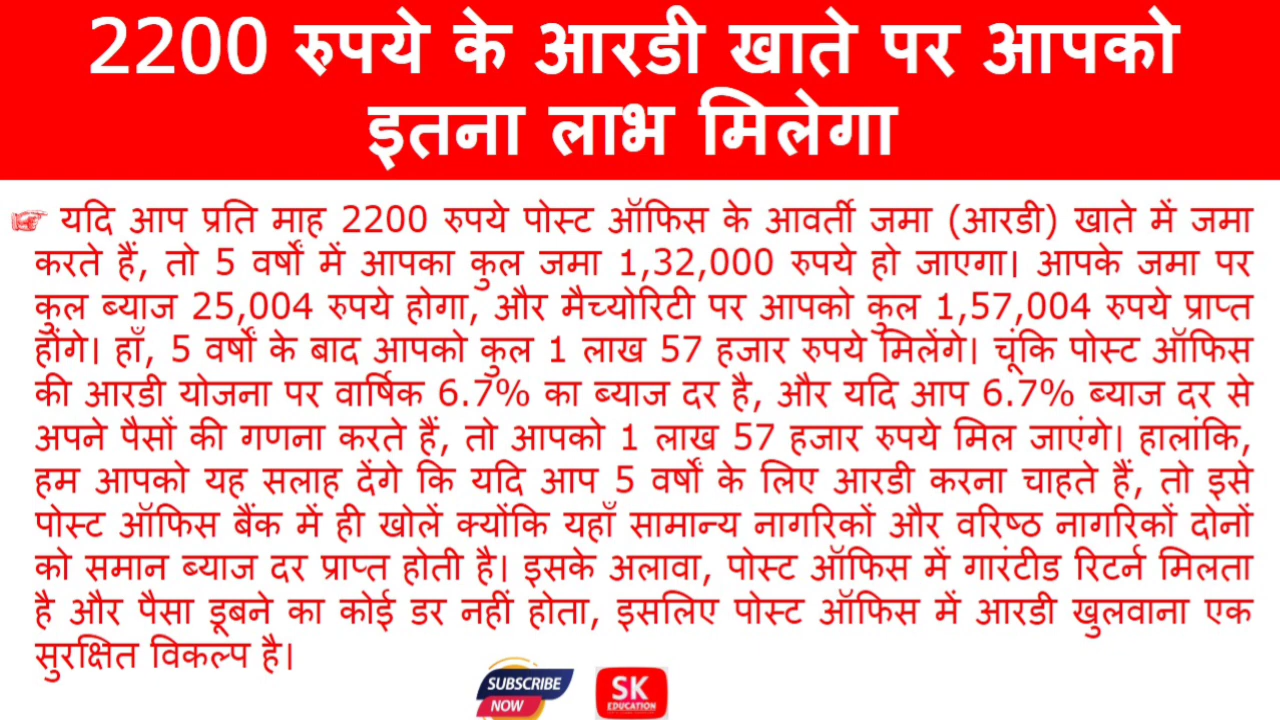 2200 रुपये के आरडी खाते पर आपको
इतना लाभ मिलेगा
☞ यदि आप प्रति माह 2200 रुपये पोस्ट ऑफिस के आवर्ती जमा (आरडी) खाते में जमा
करते हैं, तो 5 वर्षों में आपका कुल जमा 1,32,000 रुपये हो जाएगा। आपके जमा पर
कुल ब्याज 25,004 रुपये होगा, और मैच्योरिटी पर आपको कुल 1,57,004 रुपये प्राप्त
होंगे। हाँ, 5 वर्षों के बाद आपको कुल 1 लाख 57 हजार रुपये मिलेंगे। चूंकि पोस्ट ऑफिस
की आरडी योजना पर वार्षिक 6.7% का ब्याज दर है, और यदि आप 6.7% ब्याज दर से
अपने पैसों की गणना करते हैं, तो आपको 1 लाख 57 हजार रुपये मिल जाएंगे। हालांकि,
हम आपको यह सलाह देंगे कि यदि आप 5 वर्षों के लिए आरडी करना चाहते हैं, तो इसे
पोस्ट ऑफिस बैंक में ही खोलें क्योंकि यहाँ सामान्य नागरिकों और वरिष्ठ नागरिकों दोनों
को समान ब्याज दर प्राप्त होती है। इसके अलावा, पोस्ट ऑफिस में गारंटीड रिटर्न मिलता
है और पैसा डूबने का कोई डर नहीं होता, इसलिए पोस्ट ऑफिस में आरडी खुलवाना एक
सुरक्षित विकल्प है।
SUBSCRIBE
NOW
SK
EDUCATION